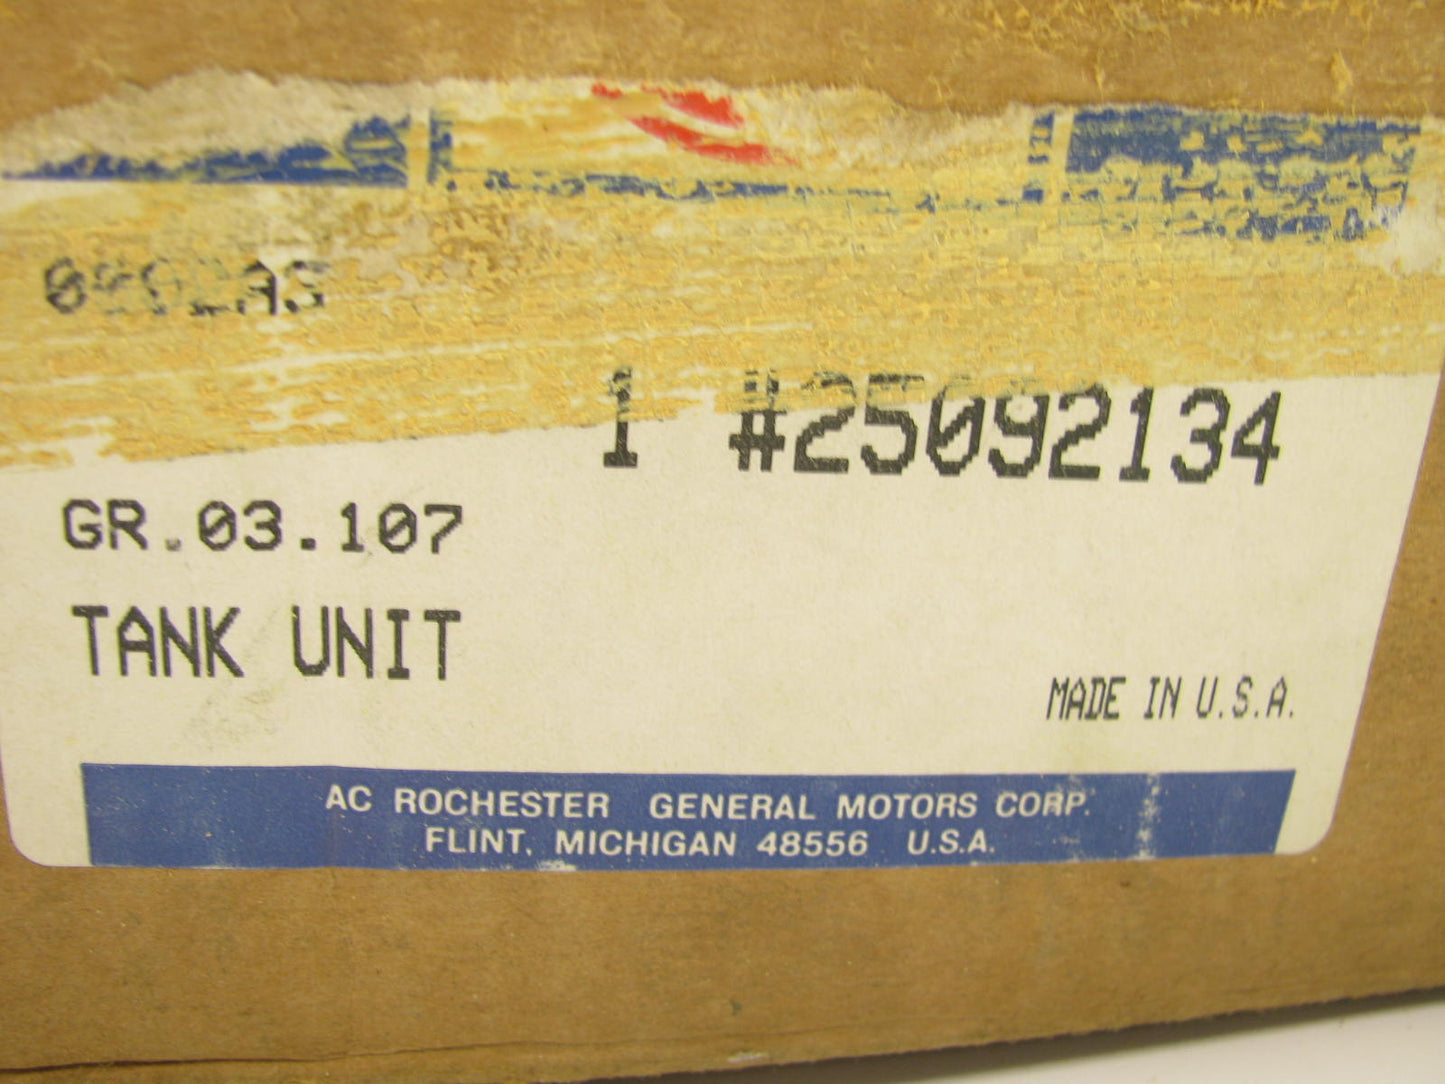 1 #25092134
GR.03.107
TANK UNIT
MADE IN U.S.A.
AC ROCHESTER GENERAL MOTORS CORP.
FLINT, MICHIGAN 48556 U.S.A.